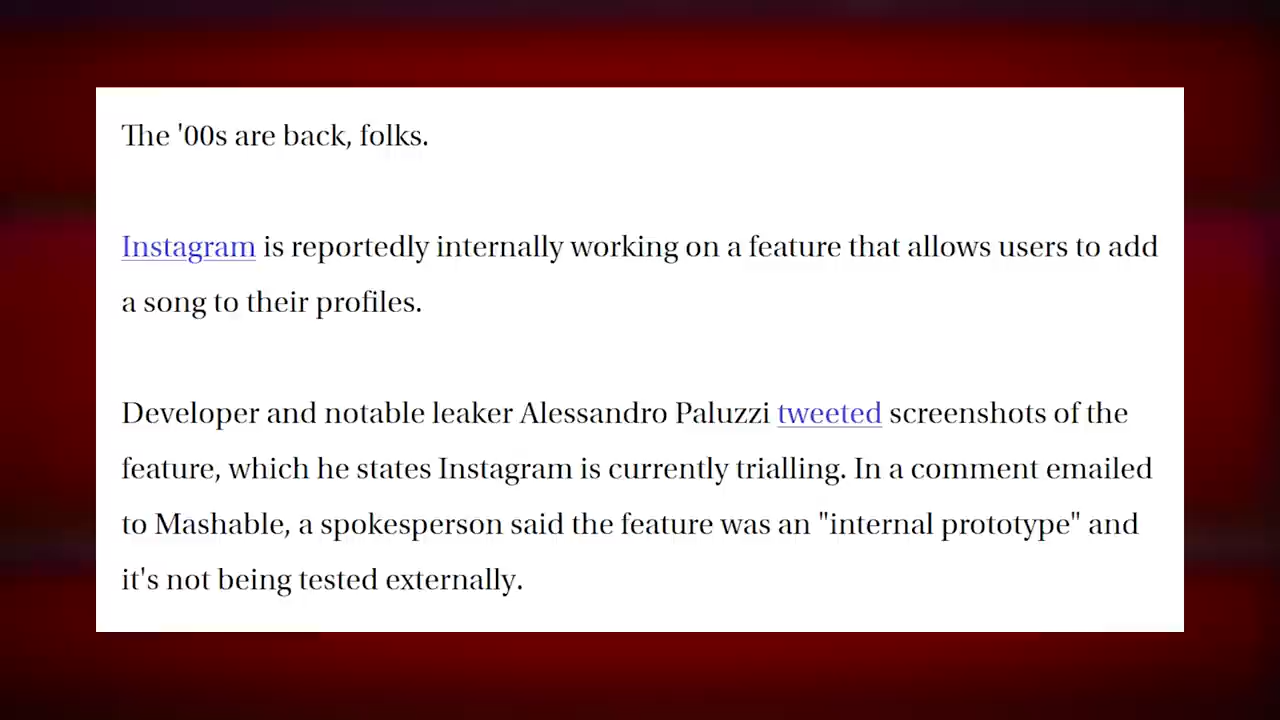 The '00s are back, folks.
Instagram is reportedly internally working on a feature that allows users to add
a song to their profiles.
Developer and notable leaker Alessandro Paluzzi tweeted screenshots of the
feature, which he states Instagram is currently trialling. In a comment emailed
to Mashable, a spokesperson said the feature was an "internal prototype" and
it's not being tested externally.